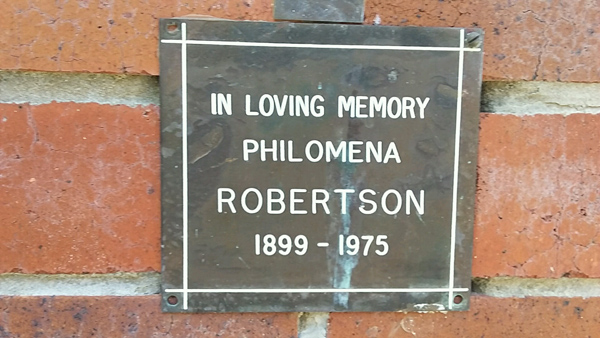 IN LOVING MEMORY
PHILOMENA
ROBERTSON
1899 - 1975